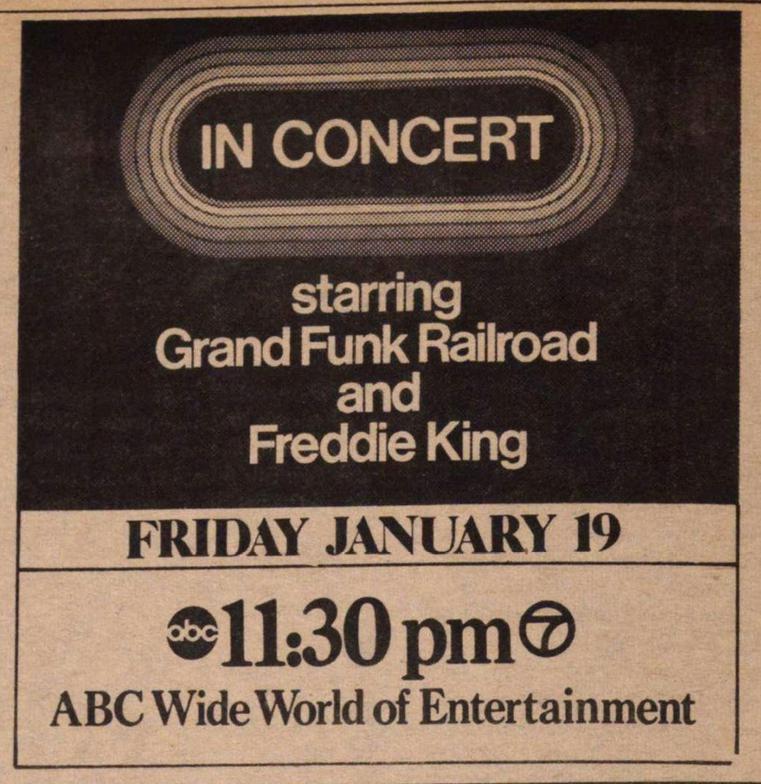 IN CONCERT
starring
Grand Funk Railroad
and
Freddie King
FRIDAY JANUARY 19
abc 11:30 pm 7
ABC Wide World of Entertainment